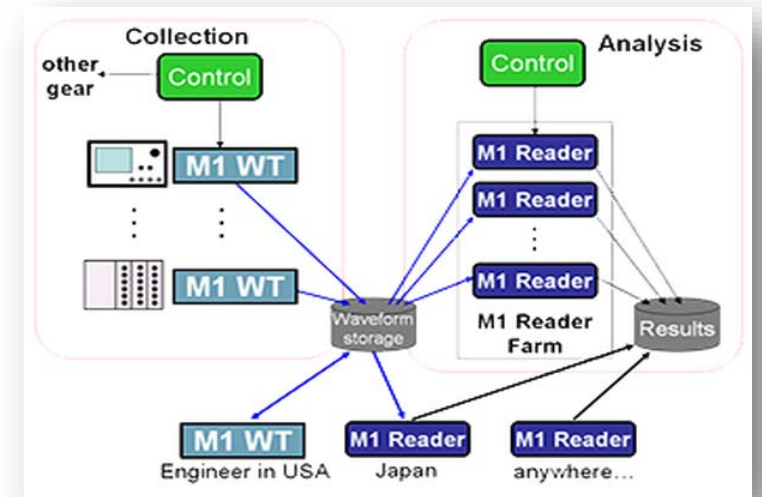 Collection
Analysis
other
gear
Control
Control
M1 WT
M1 Reader
M1 Reader
M1 WT
M1 Reader
Waveform
storage
M1 Reader
Farm
Results
M1 WT
M1 Reader
M1 Reader
Engineer in USA
Japan
anywhere...